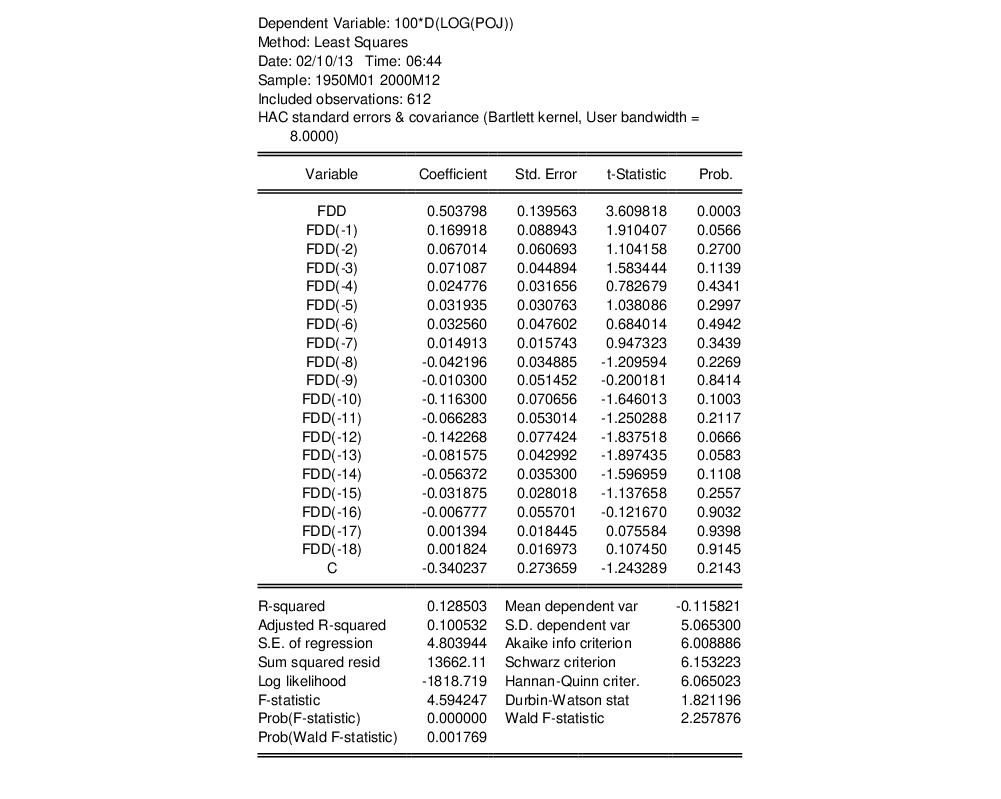 Dependent Variable: 100*D(LOG(POJ))
Method: Least Squares
Date: 02/10/13 Time: 06:44
Sample: 1950M01 2000M12
Included observations: 612
HAC standard errors & covariance (Bartlett kernel, User bandwidth =
8.0000)
Variable Coefficient Std. Error t-Statistic Prob.
FDD 0.503798 0.139563 3.609818 0.0003
FDD(-1) 0.169918 0.088943 1.910407 0.0566
FDD(-2) 0.067014 0.060693 1.104158 0.2700
FDD(-3) 0.071087 0.044894 1.583444 0.1139
FDD(-4) 0.024776 0.031656 0.782679 0.4341
FDD(-5) 0.031935 0.030763 1.038086 0.2997
FDD(-6) 0.032560 0.047602 0.684014 0.4942
FDD(-7) 0.014913 0.015743 0.947323 0.3439
FDD(-8) -0.042196 0.034885 -1.209594 0.2269
FDD(-9) -0.010300 0.051452 -0.200181 0.8414
FDD(-10) -0.116300 0.070656 -1.646013 0.1003
FDD(-11) -0.066283 0.053014 -1.250288 0.2117
FDD(-12) -0.142268 0.077424 -1.837518 0.0666
FDD(-13) -0.081575 0.042992 -1.897435 0.0583
FDD(-14) -0.056372 0.035300 -1.596959 0.1108
FDD(-15) -0.031875 0.028018 -1.137658 0.2557
FDD(-16) -0.006777 0.055701 -0.121670 0.9032
FDD(-17) 0.001394 0.018445 0.075584 0.9398
FDD(-18) 0.001824 0.016973 0.107450 0.9145
C -0.340237 0.273659 -1.243289 0.2143
R-squared 0.128503 Mean dependent var -0.115821
Adjusted R-squared 0.100532 S.D. dependent var 5.065300
S.E. of regression 4.803944 Akaike info criterion 6.008886
Sum squared resid 13662.11 Schwarz criterion 6.153223
Log likelihood -1818.719 Hannan-Quinn criter. 6.065023
F-statistic 4.594247 Durbin-Watson stat 1.821196
Prob(F-statistic) 0.000000 Wald F-statistic 2.257876
Prob(Wald F-statistic) 0.001769